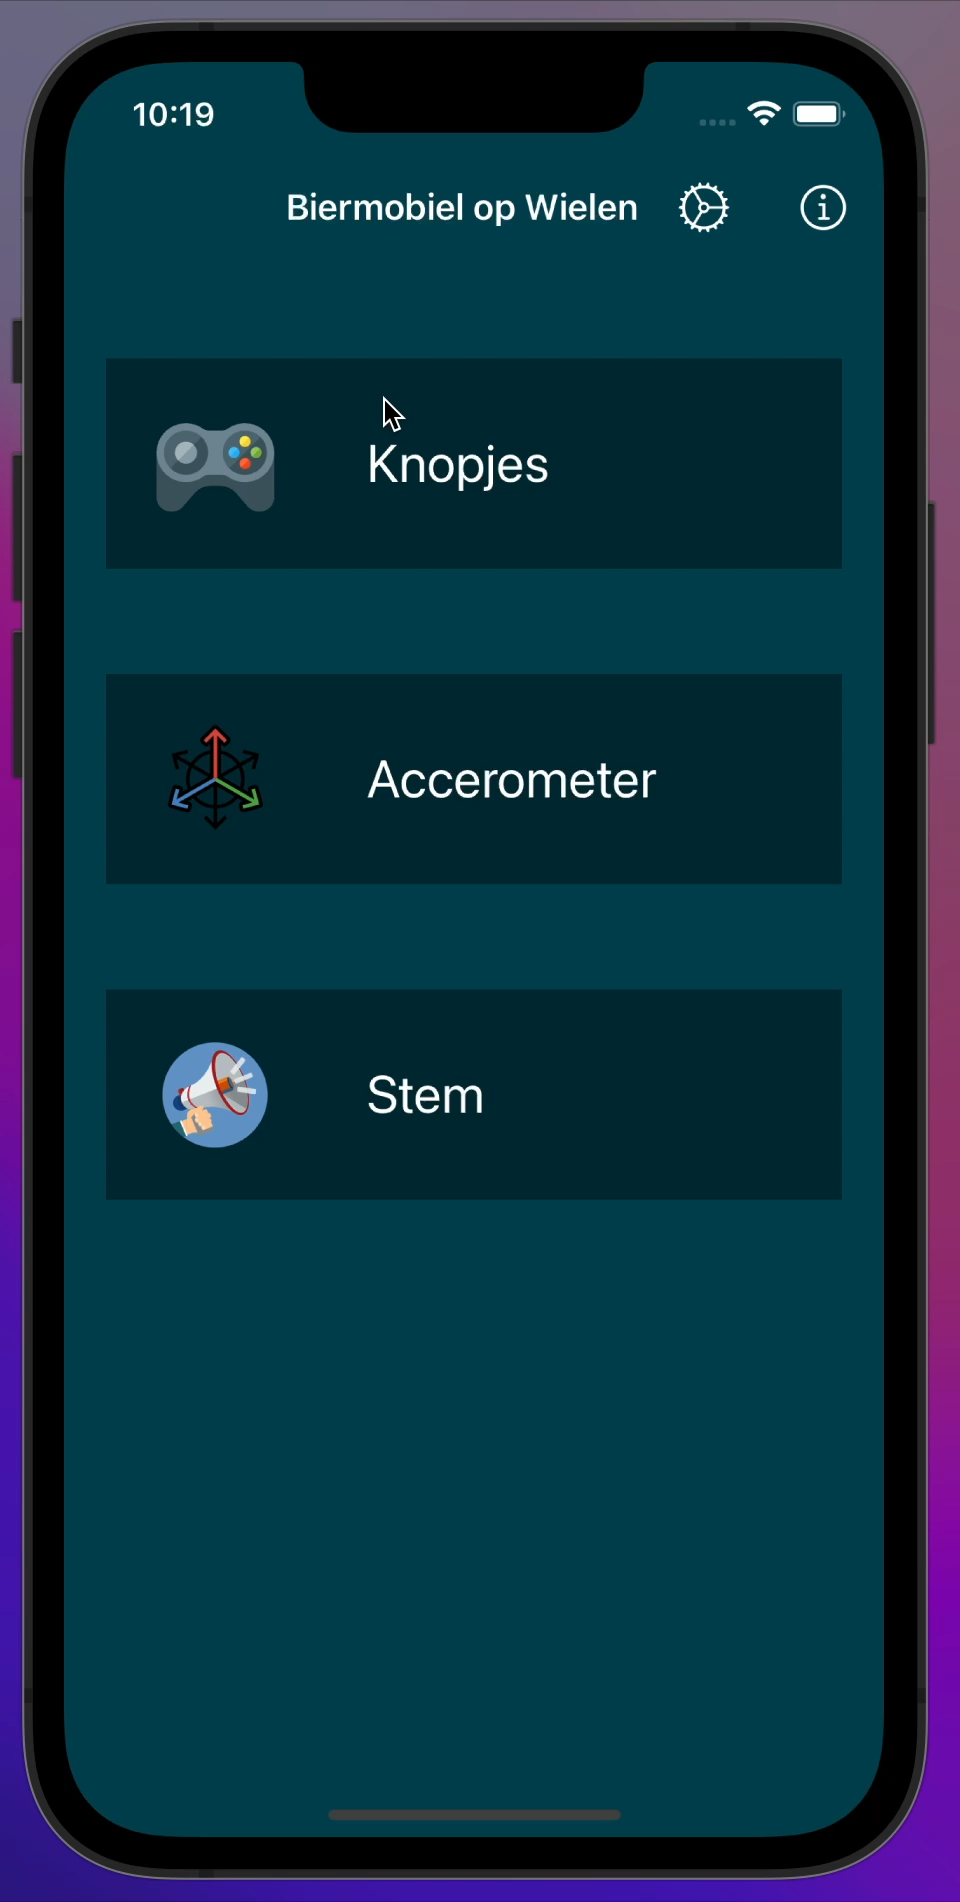 10:19
Biermobiel op Wielen
Knopjes
Accerometer
Stem